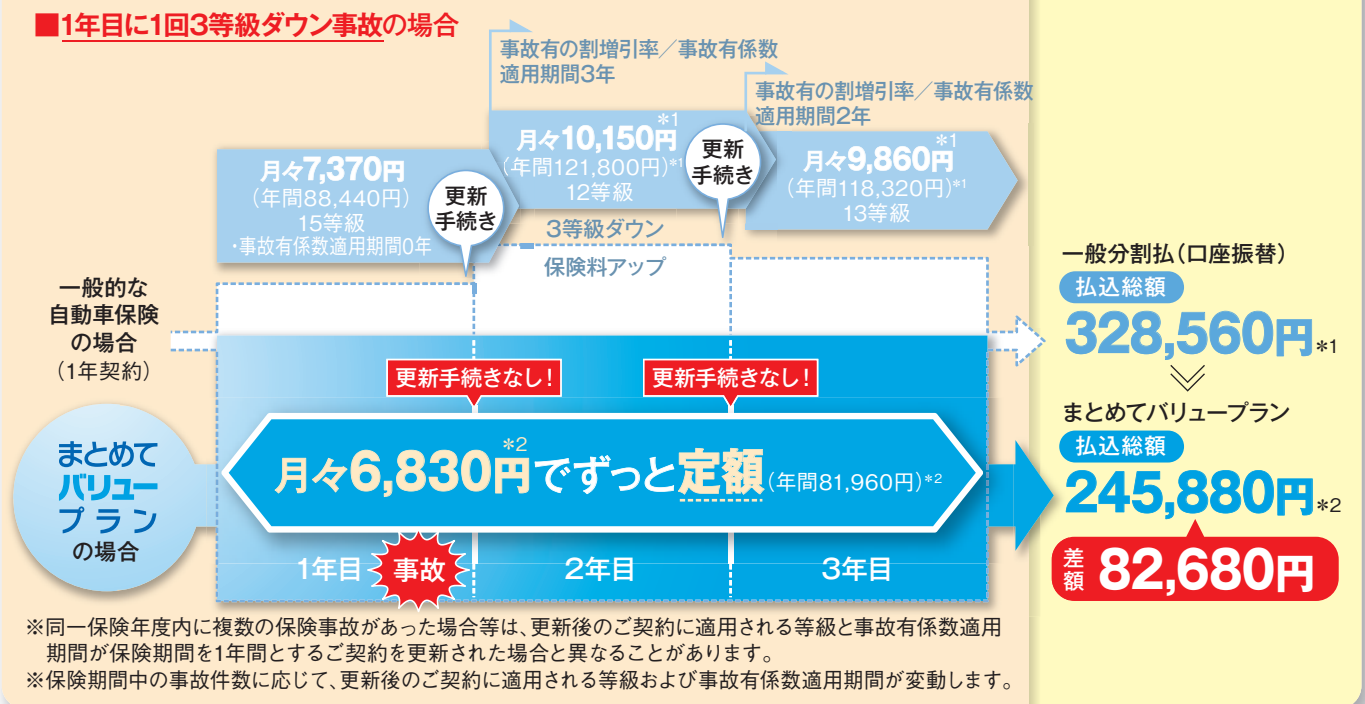 ■1年目に1回3等級ダウン事故の場合
事故有の割増引率／事故有係数
適用期間3年
事故有の割増引率／事故有係数
適用期間2年
月々7,370円
（年間88,440円）
15等級
・事故有係数適用期間0年
更新
手続き
月々10,150円*1
（年間121,800円）*1
12等級
3等級ダウン
保険料アップ
更新
手続き
月々9,860円*1
（年間118,320円）*1
13等級
一般的な
自動車保険
の場合
（1年契約）
一般分割払（口座振替）
払込総額
328,560円*1
更新手続きなし！
更新手続きなし！
まとめて
バリュー
プラン
の場合
月々6,830円*2でずっと定額（年間81,960円）*2
1年目
事故
2年目
3年目
まとめてバリュープラン
払込総額
245,880円*2
差額 82,680円
※同一保険年度内に複数の保険事故があった場合等は、更新後のご契約に適用される等級と事故有係数適用
期間が保険期間を1年間とするご契約を更新された場合と異なることがあります。
※保険期間中の事故件数に応じて、更新後のご契約に適用される等級および事故有係数適用期間が変動します。